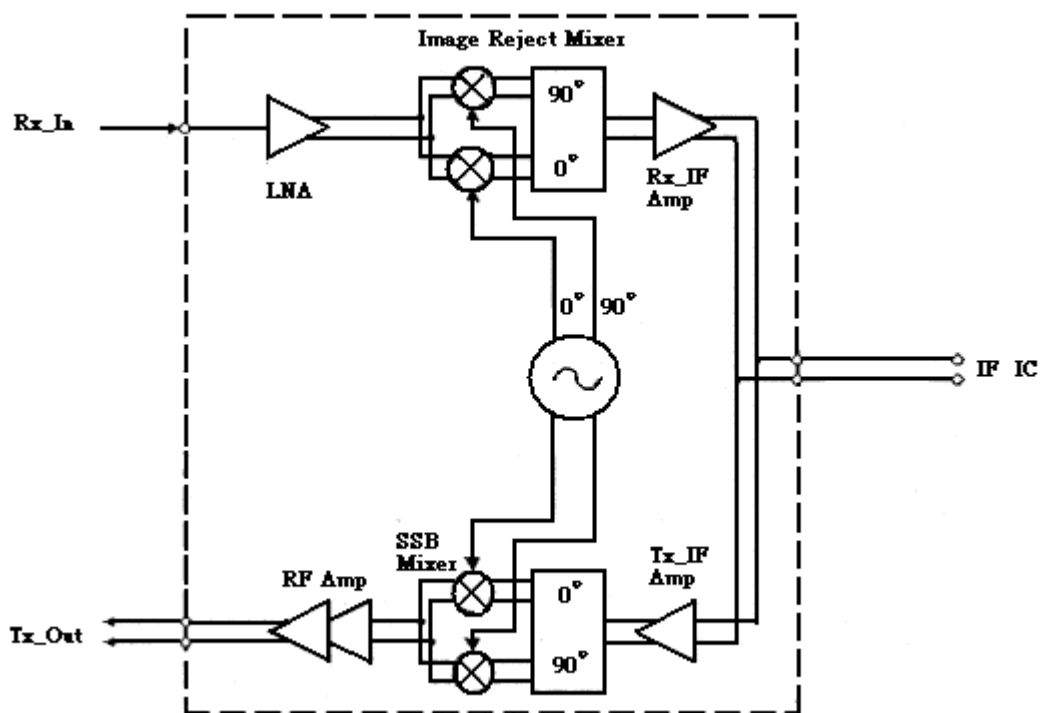 Image Reject Mixer
Rx_In
LNA
90°
0°
Rx_IF
Amp
0° 90°
IF IC
SSB
Mixer
RF Amp
Tx_IF
Amp
0°
90°
Tx_Out